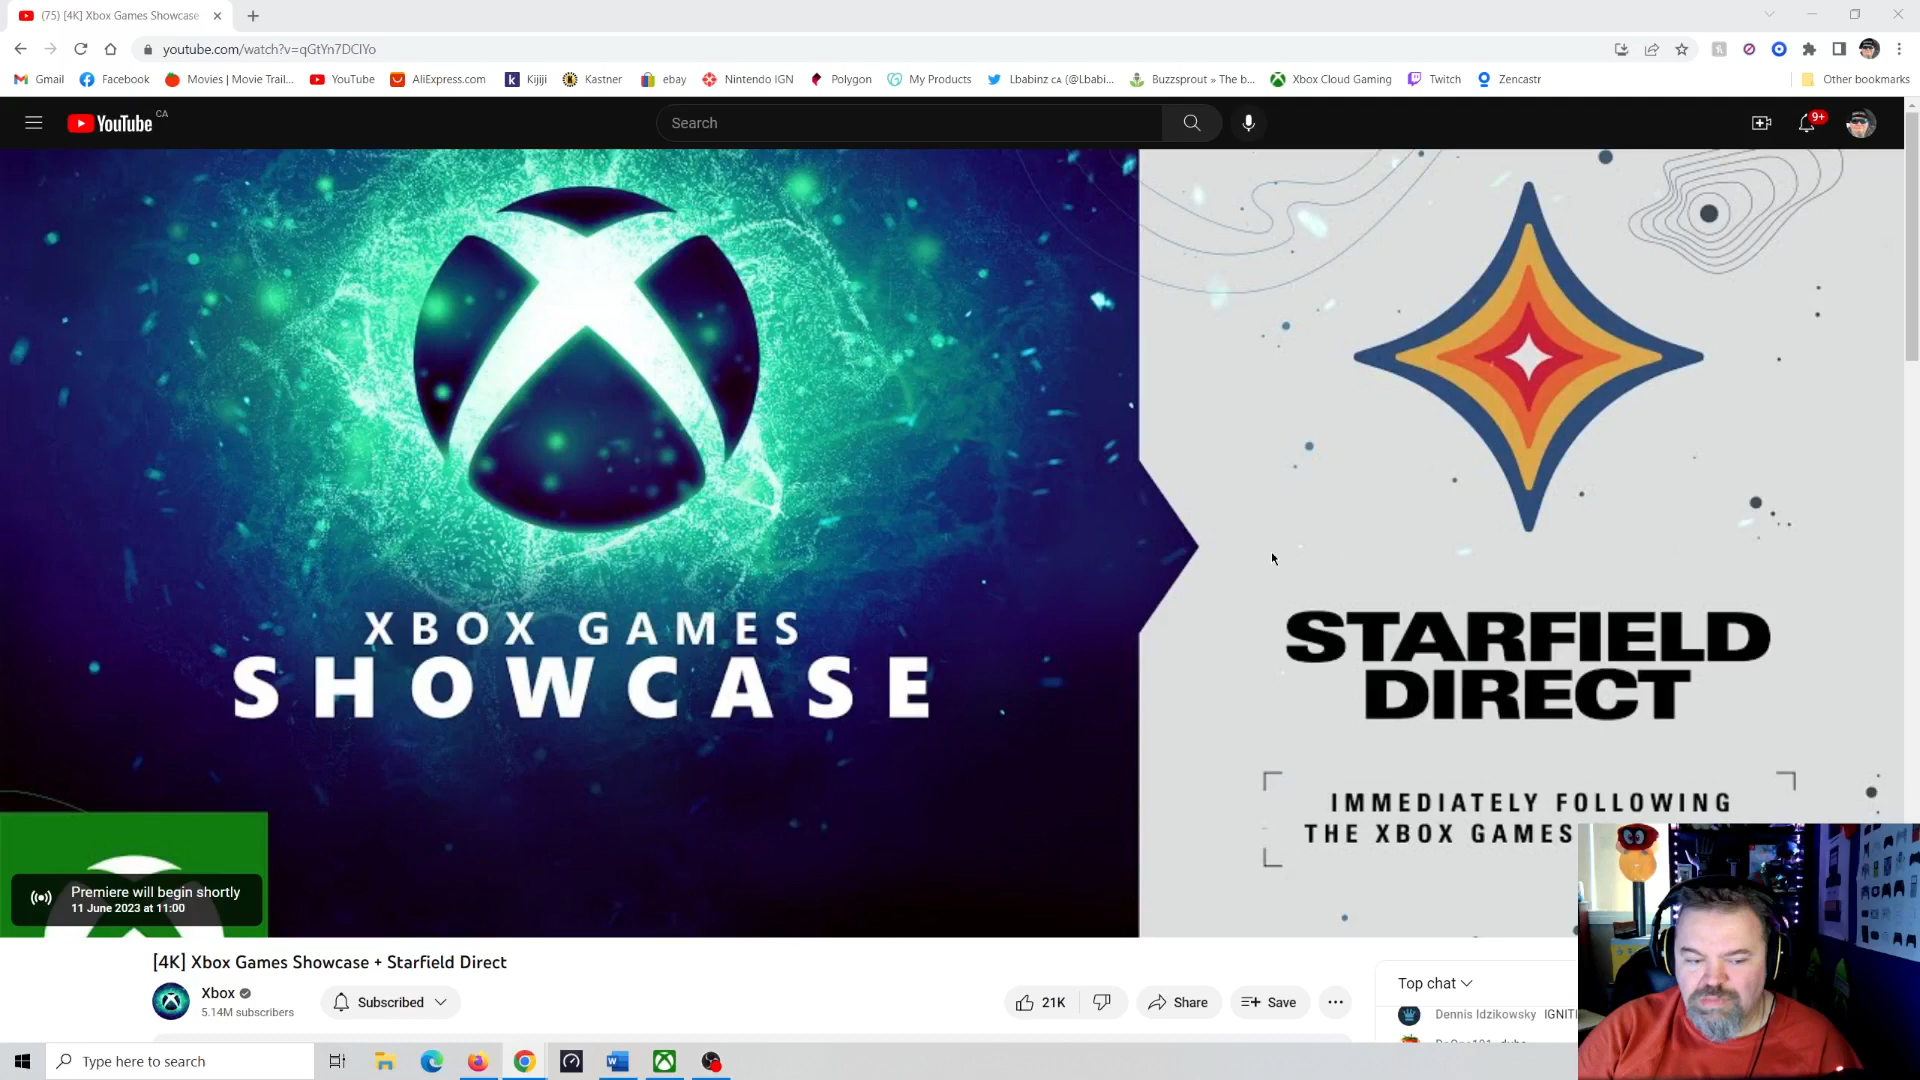 (75) [4K] Xbox Games Showcase
youtube.com/watch?v=qGtYn7DClYo
Gmail
Facebook
Movies | Movie Trail...
YouTube
AliExpress.com
Kijiji
Kastner
ebay
Nintendo IGN
Polygon
My Products
Lbabinz ᴄᴀ (@Lbabi...
Buzzsprout » The b...
Xbox Cloud Gaming
Twitch
Zencastr
Other bookmarks
YouTube CA
Search
9+
XBOX GAMES
SHOWCASE
STARFIELD
DIRECT
IMMEDIATELY FOLLOWING
THE XBOX GAMES
Premiere will begin shortly
11 June 2023 at 11:00
[4K] Xbox Games Showcase + Starfield Direct
Xbox
5.14M subscribers
Subscribed
21K
Share
Save
Top chat
Dennis Idzikowsky IGNITI
Type here to search